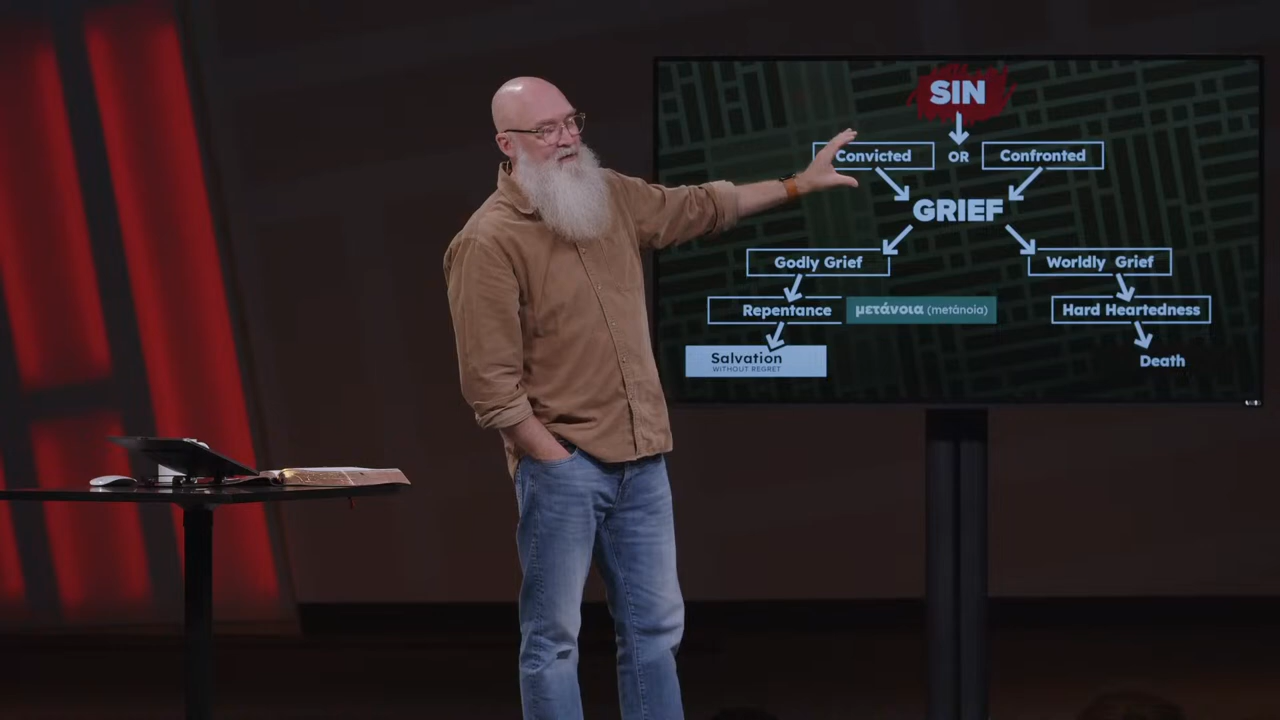 SIN
Convicted OR Confronted
GRIEF
Godly Grief Worldly Grief
Repentance μετάνοια (metánoia) Hard Heartedness
Salvation
WITHOUT REGRET
Death